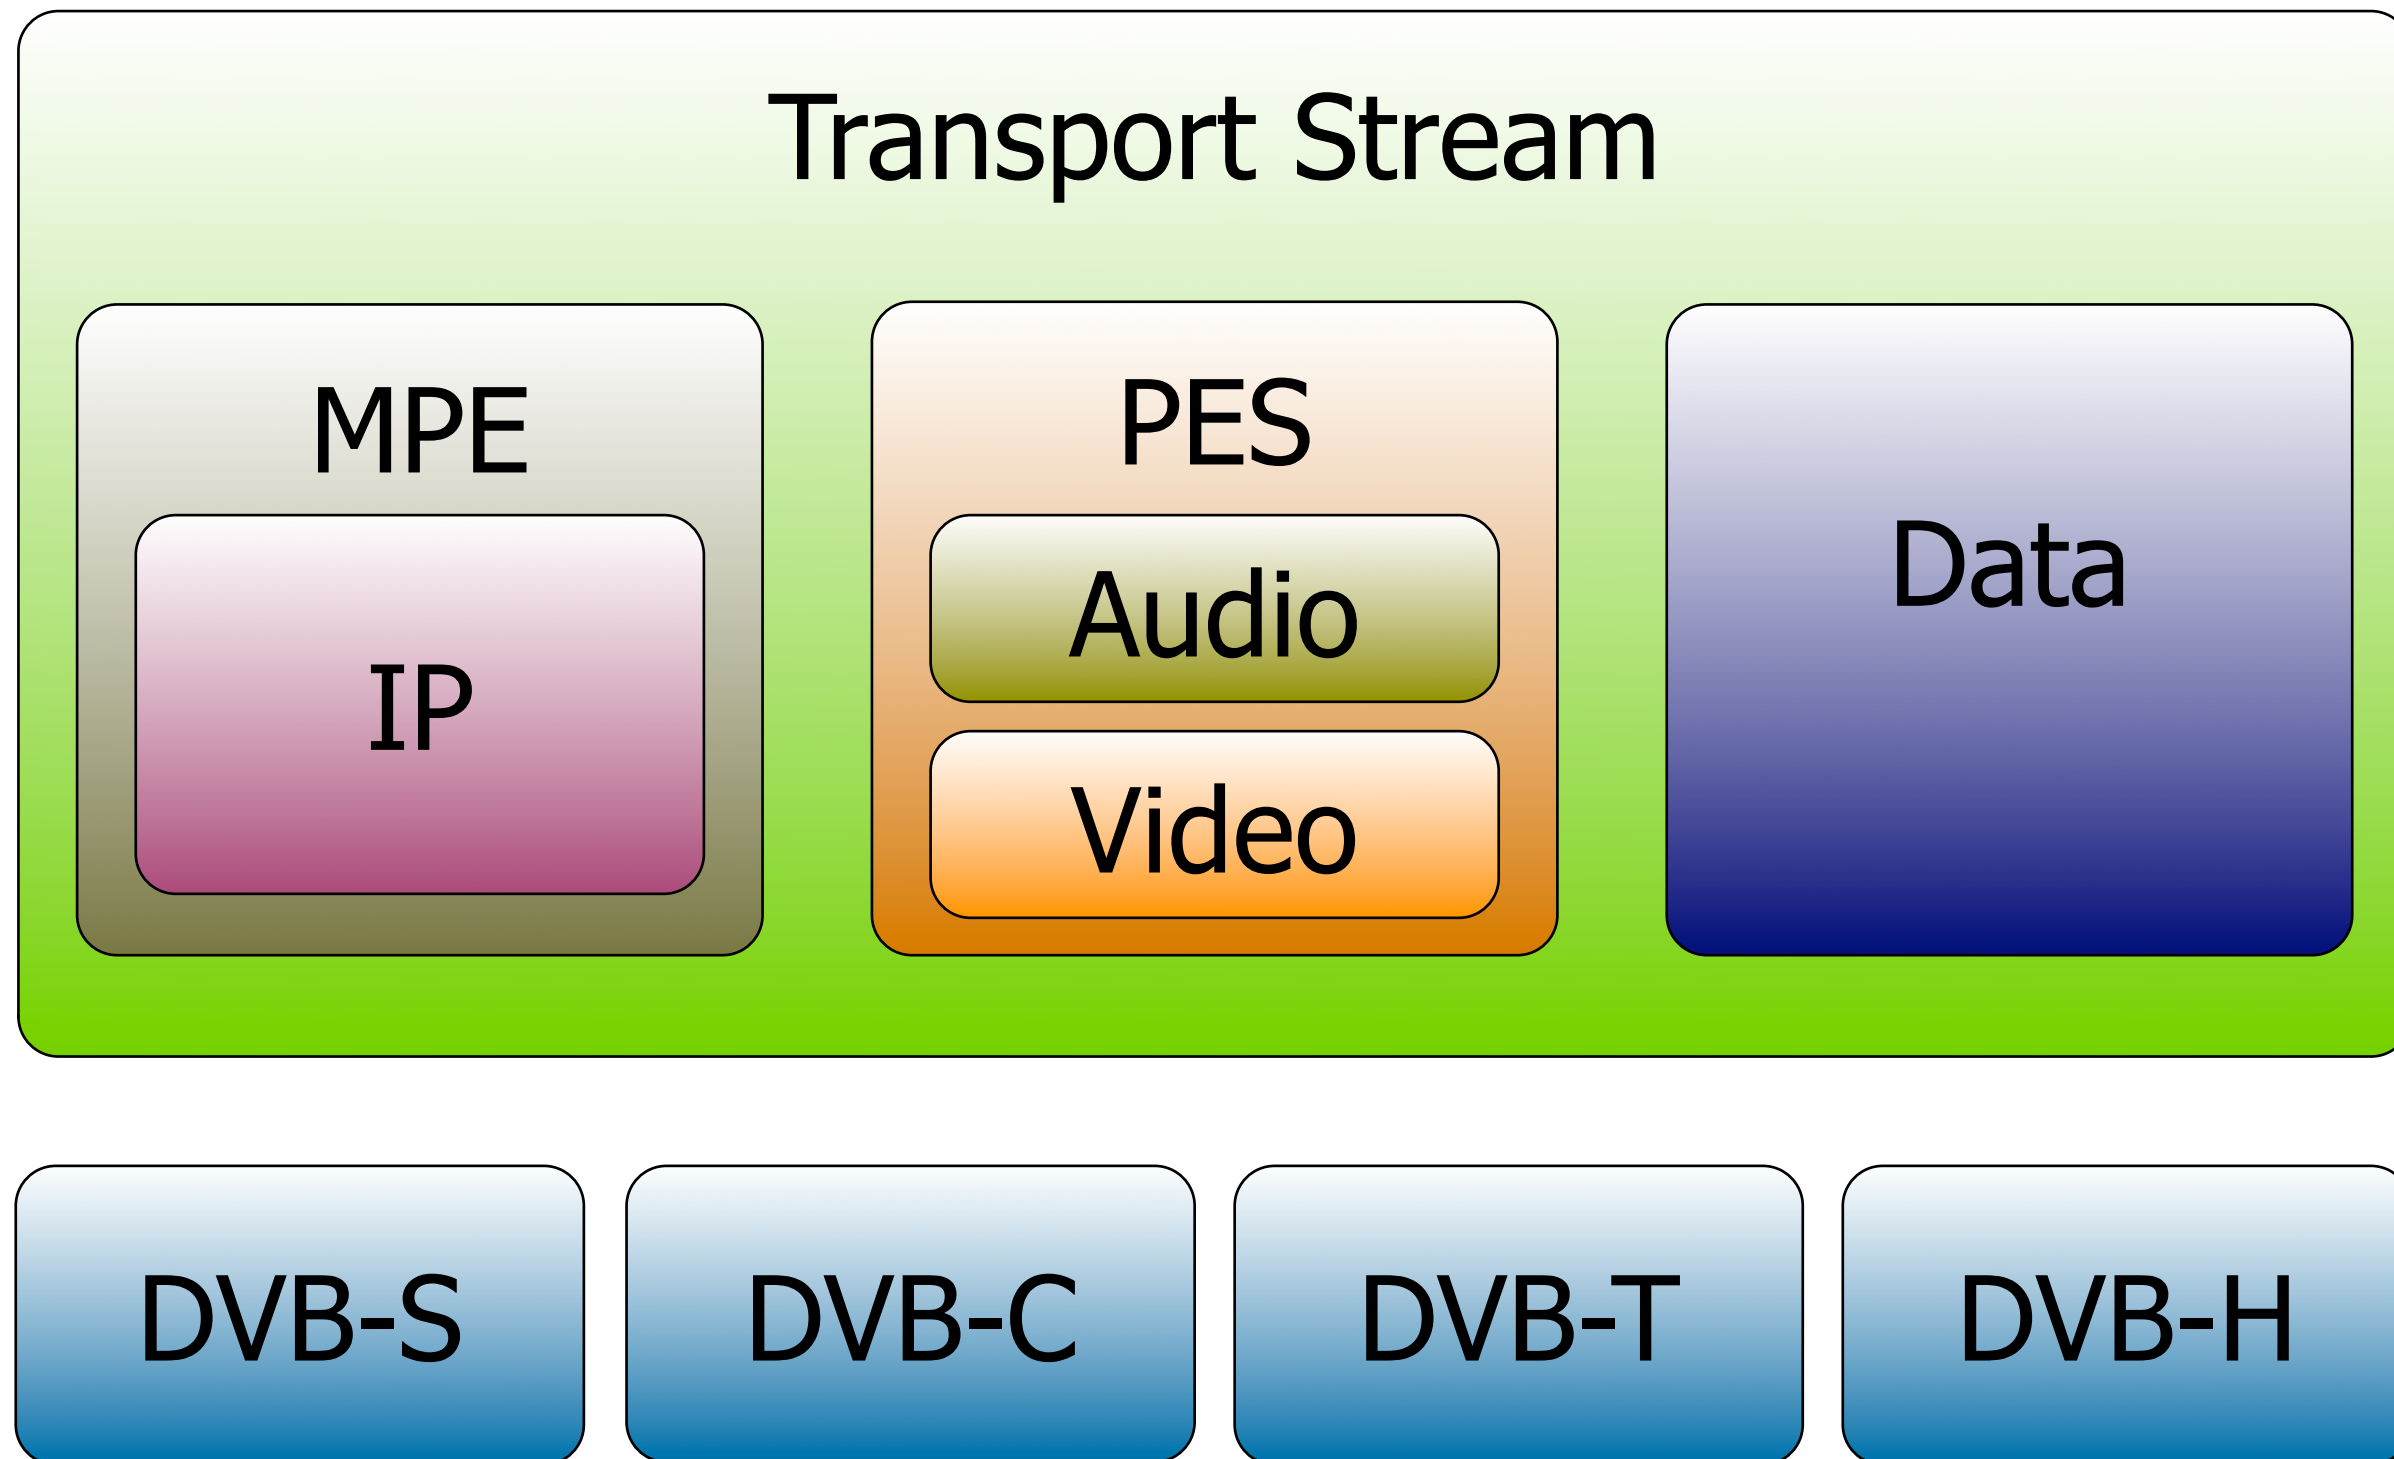 Transport Stream
MPE
IP
PES
Audio
Video
Data
DVB-S
DVB-C
DVB-T
DVB-H